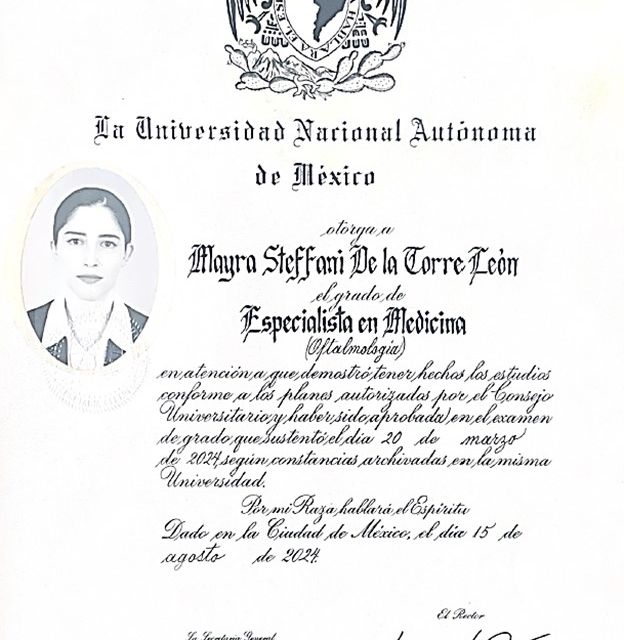 HABLARA EL ES
La Universidad Nacional Autónoma
de México
otorga a
Mayra Steffani De la Torre León
el grado de
Especialista en Medicina
(Oftalmología)
en atención a que demostró tener hechos los estudios
conforme a los planes autorizados por el Consejo
Universitario y haber sido aprobada en el examen
de grado que sustentó el día 20 de marzo
de 2024, según constancias archivadas en la misma
Universidad.
Por mi Raza hablará el Espíritu
Dado en la Ciudad de México, el día 15 de
agosto de 2024.
El Rector
La Secretaria General